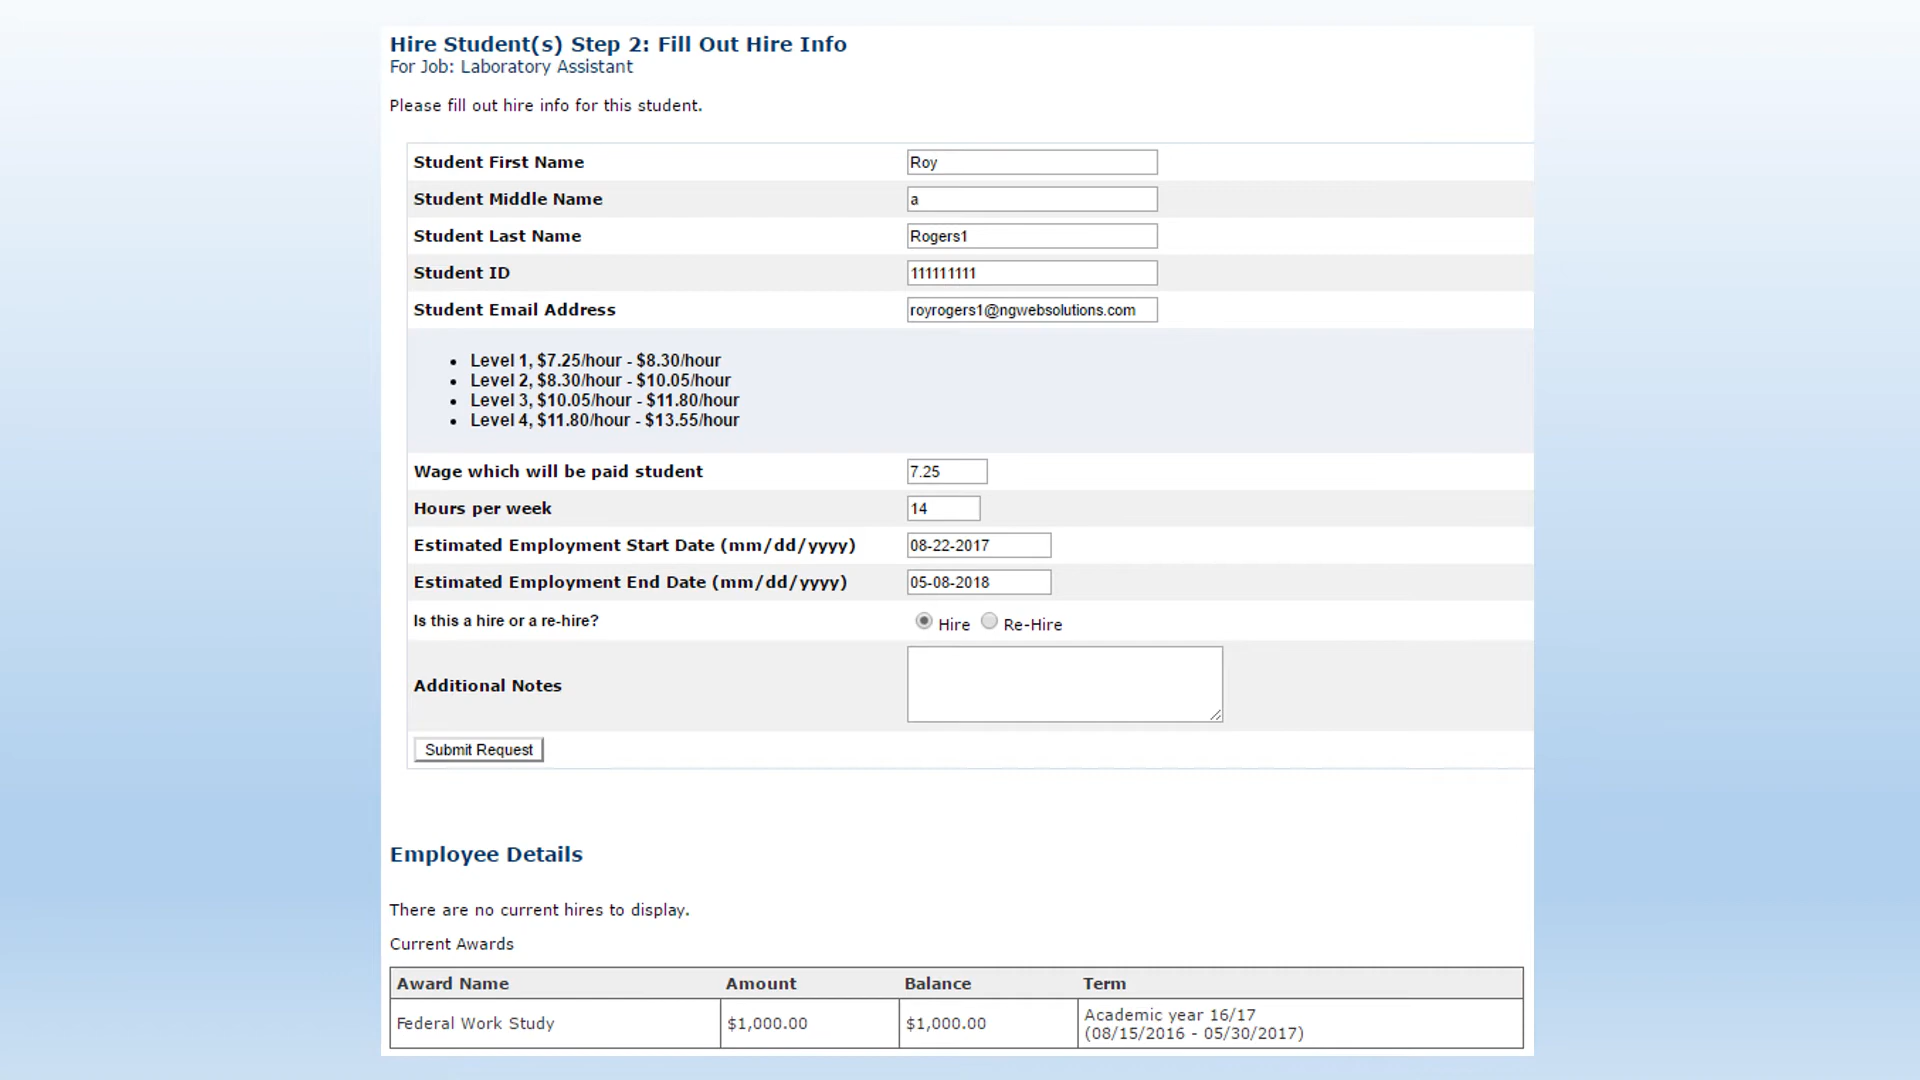 Hire Student(s) Step 2: Fill Out Hire Info
For Job: Laboratory Assistant
Please fill out hire info for this student.
Student First Name Roy
Student Middle Name a
Student Last Name Rogers1
Student ID 111111111
Student Email Address royrogers1@ngwebsolutions.com
• Level 1, $7.25/hour - $8.30/hour
• Level 2, $8.30/hour - $10.05/hour
• Level 3, $10.05/hour - $11.80/hour
• Level 4, $11.80/hour - $13.55/hour
Wage which will be paid student 7.25
Hours per week 14
Estimated Employment Start Date (mm/dd/yyyy) 08-22-2017
Estimated Employment End Date (mm/dd/yyyy) 05-08-2018
Is this a hire or a re-hire? Hire Re-Hire
Additional Notes
Submit Request
Employee Details
There are no current hires to display.
Current Awards
Award Name Amount Balance Term
Federal Work Study $1,000.00 $1,000.00 Academic year 16/17
(08/15/2016 - 05/30/2017)